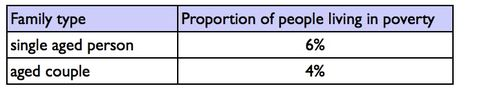 Family type Proportion of people living in poverty
single aged person 6%
aged couple 4%